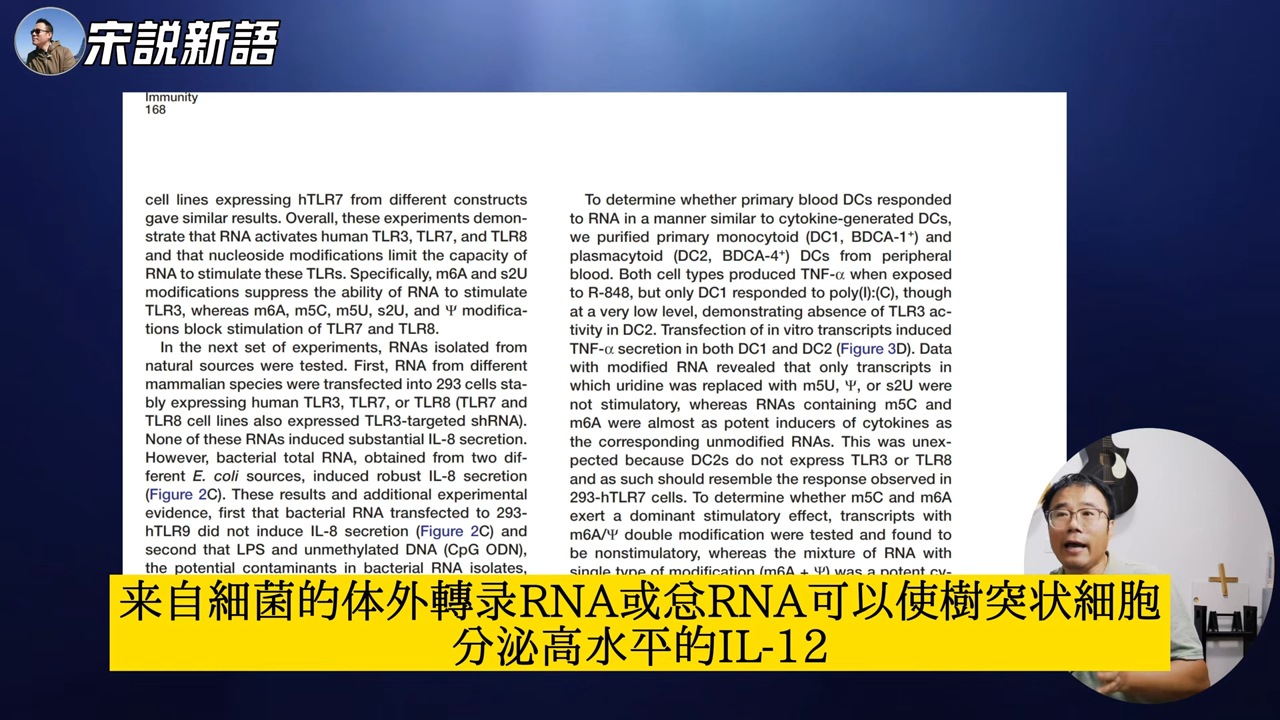 宋説新語
Immunity
168
cell lines expressing hTLR7 from different constructs
gave similar results. Overall, these experiments demon-
strate that RNA activates human TLR3, TLR7, and TLR8
and that nucleoside modifications limit the capacity of
RNA to stimulate these TLRs. Specifically, m6A and s2U
modifications suppress the ability of RNA to stimulate
TLR3, whereas m6A, m5C, m5U, s2U, and Ψ modifica-
tions block stimulation of TLR7 and TLR8.
In the next set of experiments, RNAs isolated from
natural sources were tested. First, RNA from different
mammalian species were transfected into 293 cells sta-
bly expressing human TLR3, TLR7, or TLR8 (TLR7 and
TLR8 cell lines also expressed TLR3-targeted shRNA).
None of these RNAs induced substantial IL-8 secretion.
However, bacterial total RNA, obtained from two dif-
ferent E. coli sources, induced robust IL-8 secretion
(Figure 2C). These results and additional experimental
evidence, first that bacterial RNA transfected to 293-
hTLR9 did not induce IL-8 secretion (Figure 2C) and
second that LPS and unmethylated DNA (CpG ODN),
the potential contaminants in bacterial RNA isolates,
To determine whether primary blood DCs responded
to RNA in a manner similar to cytokine-generated DCs,
we purified primary monocytoid (DC1, BDCA-1⁺) and
plasmacytoid (DC2, BDCA-4⁺) DCs from peripheral
blood. Both cell types produced TNF-α when exposed
to R-848, but only DC1 responded to poly(I):(C), though
at a very low level, demonstrating absence of TLR3 ac-
tivity in DC2. Transfection of in vitro transcripts induced
TNF-α secretion in both DC1 and DC2 (Figure 3D). Data
with modified RNA revealed that only transcripts in
which uridine was replaced with m5U, Ψ, or s2U were
not stimulatory, whereas RNAs containing m5C and
m6A were almost as potent inducers of cytokines as
the corresponding unmodified RNAs. This was unex-
pected because DC2s do not express TLR3 or TLR8
and as such should resemble the response observed in
293-hTLR7 cells. To determine whether m5C and m6A
exert a dominant stimulatory effect, transcripts with
m6A/Ψ double modification were tested and found to
be nonstimulatory, whereas the mixture of RNA with
single type of modification (m6A + Ψ) was a potent cy-
来自細菌的体外轉录RNA或总RNA可以使樹突状細胞
分泌高水平的IL-12